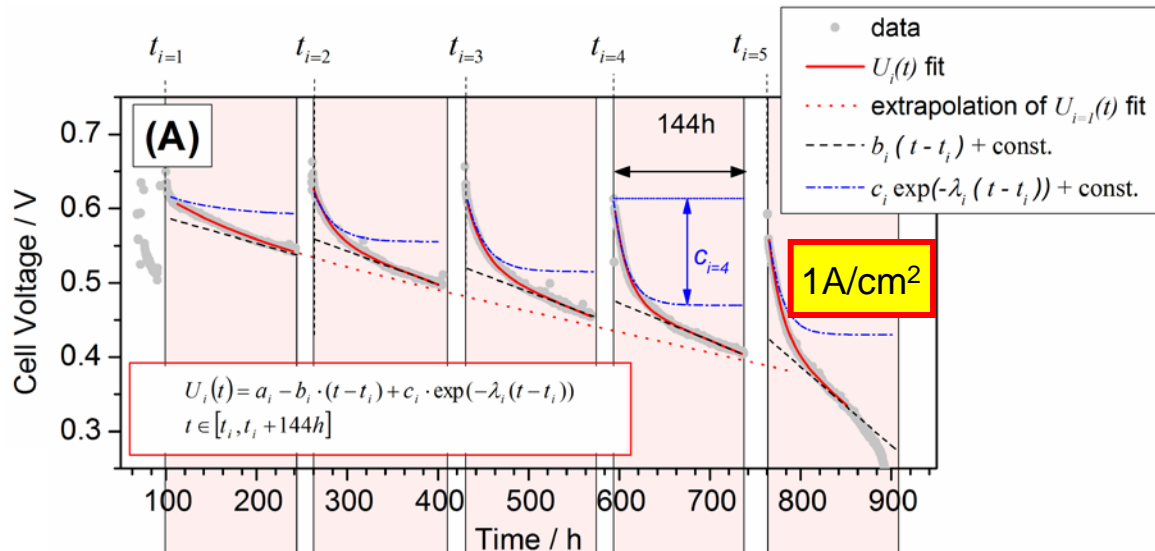 t_{i=1} t_{i=2} t_{i=3} t_{i=4} t_{i=5}
data
U_i(t) fit
extrapolation of U_{i=1}(t) fit
b_i ( t - t_i ) + const.
c_i exp(-λ_i ( t - t_i )) + const.
(A)
144h
c_{i=4}
1A/cm²
U_i(t) = a_i − b_i · (t − t_i) + c_i · exp(−λ_i (t − t_i))
t ∈ [t_i, t_i + 144h]
Cell Voltage / V
0.7
0.6
0.5
0.4
0.3
100 200 300 400 500 600 700 800 900
Time / h